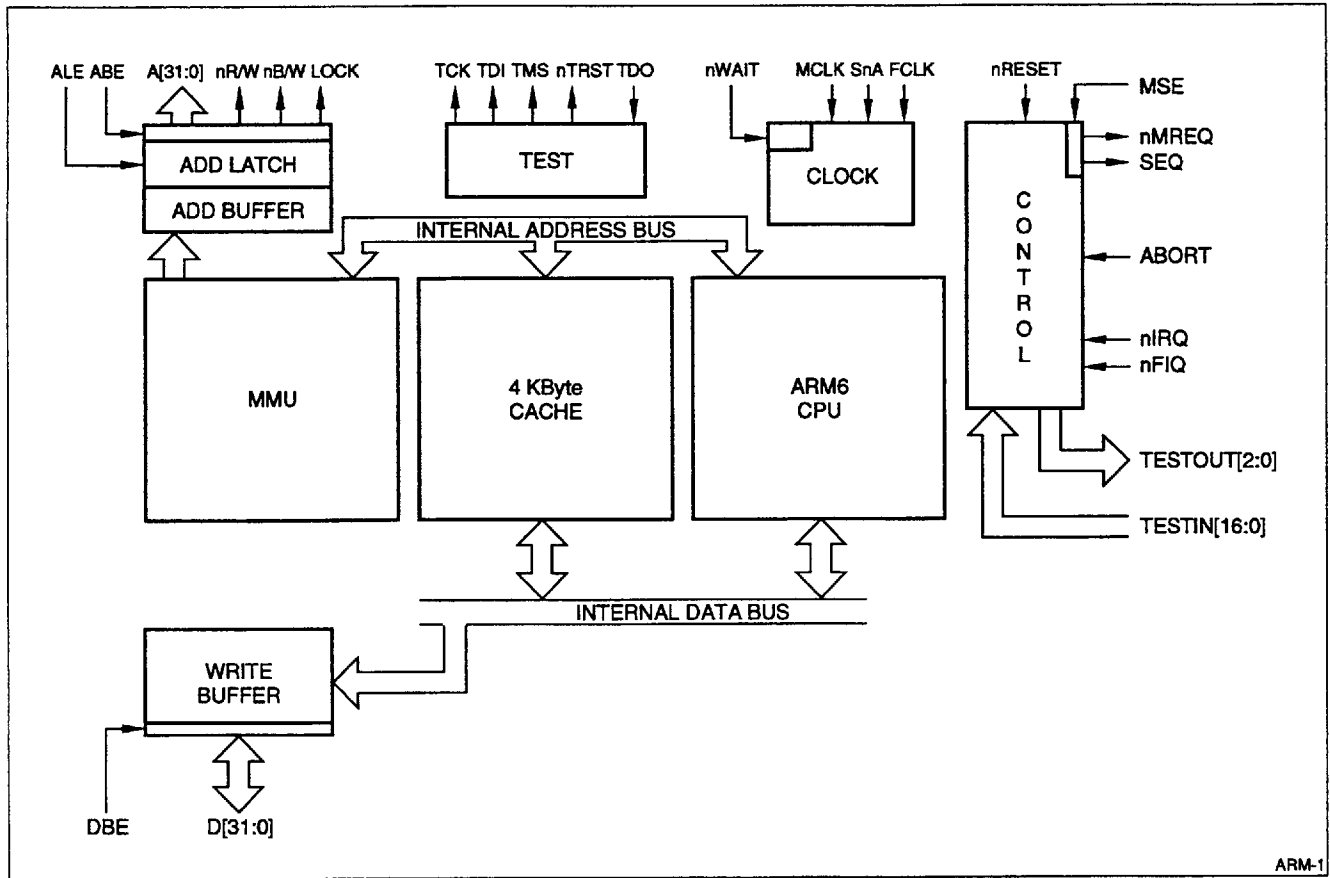 ALE ABE A[31:0] nR/W nB/W LOCK
TCK TDI TMS nTRST TDO
nWAIT MCLK SnA FCLK
nRESET
MSE
nMREQ
SEQ
ADD LATCH
ADD BUFFER
TEST
CLOCK
CONTROL
INTERNAL ADDRESS BUS
ABORT
nIRQ
nFIQ
MMU
4 KByte
CACHE
ARM6
CPU
TESTOUT[2:0]
TESTIN[16:0]
INTERNAL DATA BUS
WRITE
BUFFER
DBE D[31:0]
ARM-1